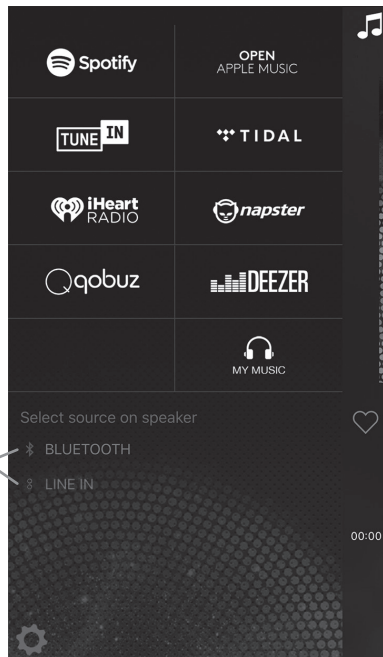 Spotify
OPEN
APPLE MUSIC
TUNE IN
TIDAL
iHeart
RADIO
napster
qobuz
DEEZER
MY MUSIC
Select source on speaker
BLUETOOTH
LINE IN
00:00